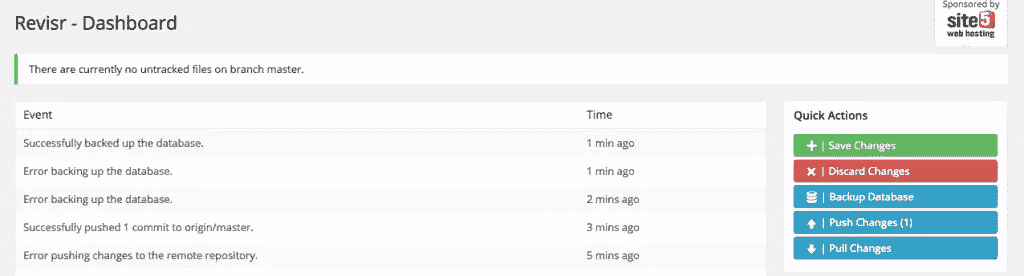 Sponsored by
Revisr - Dashboard
site5
web hosting
There are currently no untracked files on branch master.
Event Time
Successfully backed up the database. 1 min ago
Error backing up the database. 1 min ago
Error backing up the database. 2 mins ago
Successfully pushed 1 commit to origin/master. 3 mins ago
Error pushing changes to the remote repository. 5 mins ago
Quick Actions
| Save Changes
| Discard Changes
| Backup Database
| Push Changes (1)
| Pull Changes